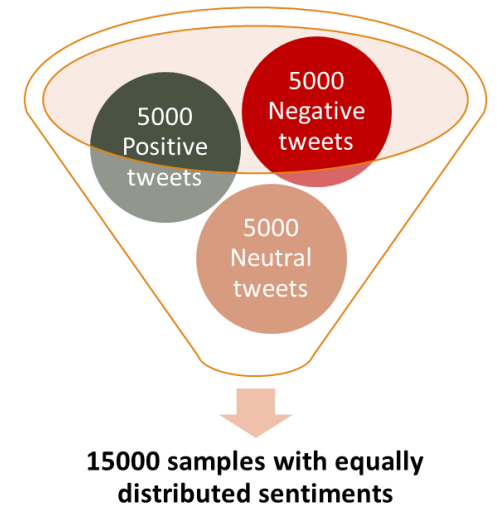 5000
Positive
tweets
5000
Negative
tweets
5000
Neutral
tweets
15000 samples with equally
distributed sentiments